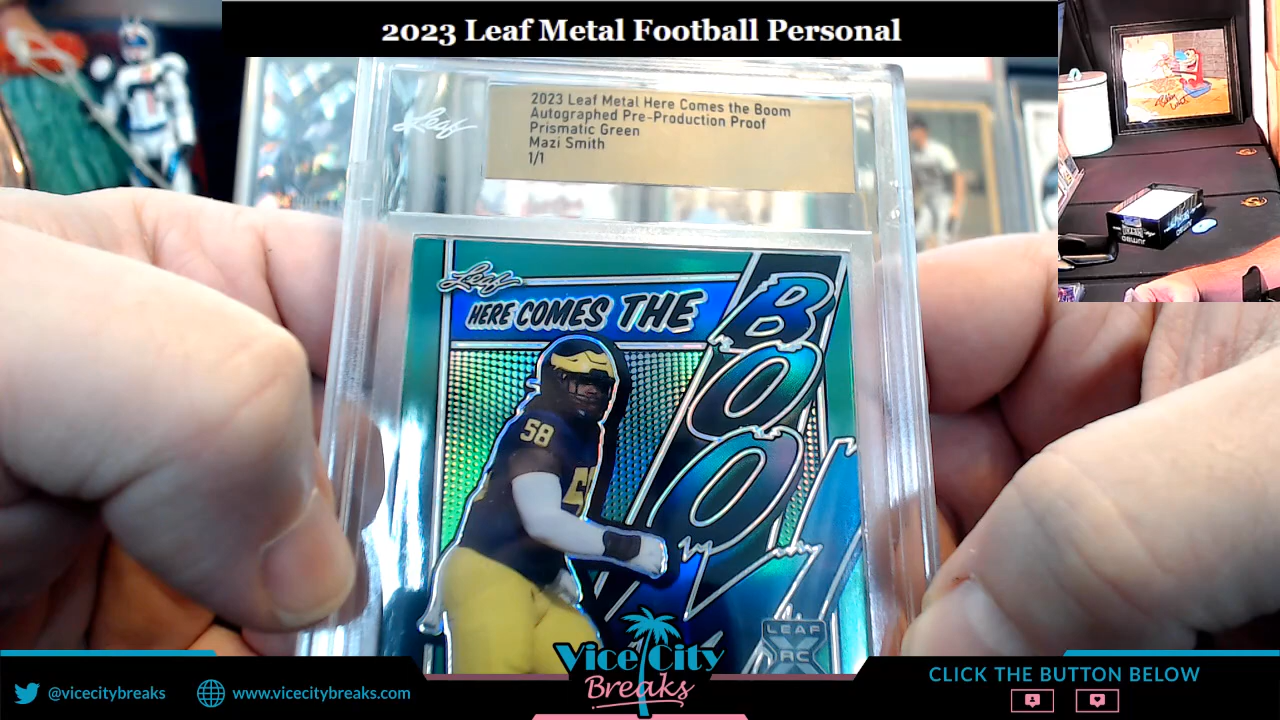 2023 Leaf Metal Football Personal
Leaf
2023 Leaf Metal Here Comes the Boom
Autographed Pre-Production Proof
Prismatic Green
Mazi Smith
1/1
Leaf
HERE COMES THE
BOOM
58
LEAF
RC
Vice City
Breaks
@vicecitybreaks
www.vicecitybreaks.com
CLICK THE BUTTON BELOW